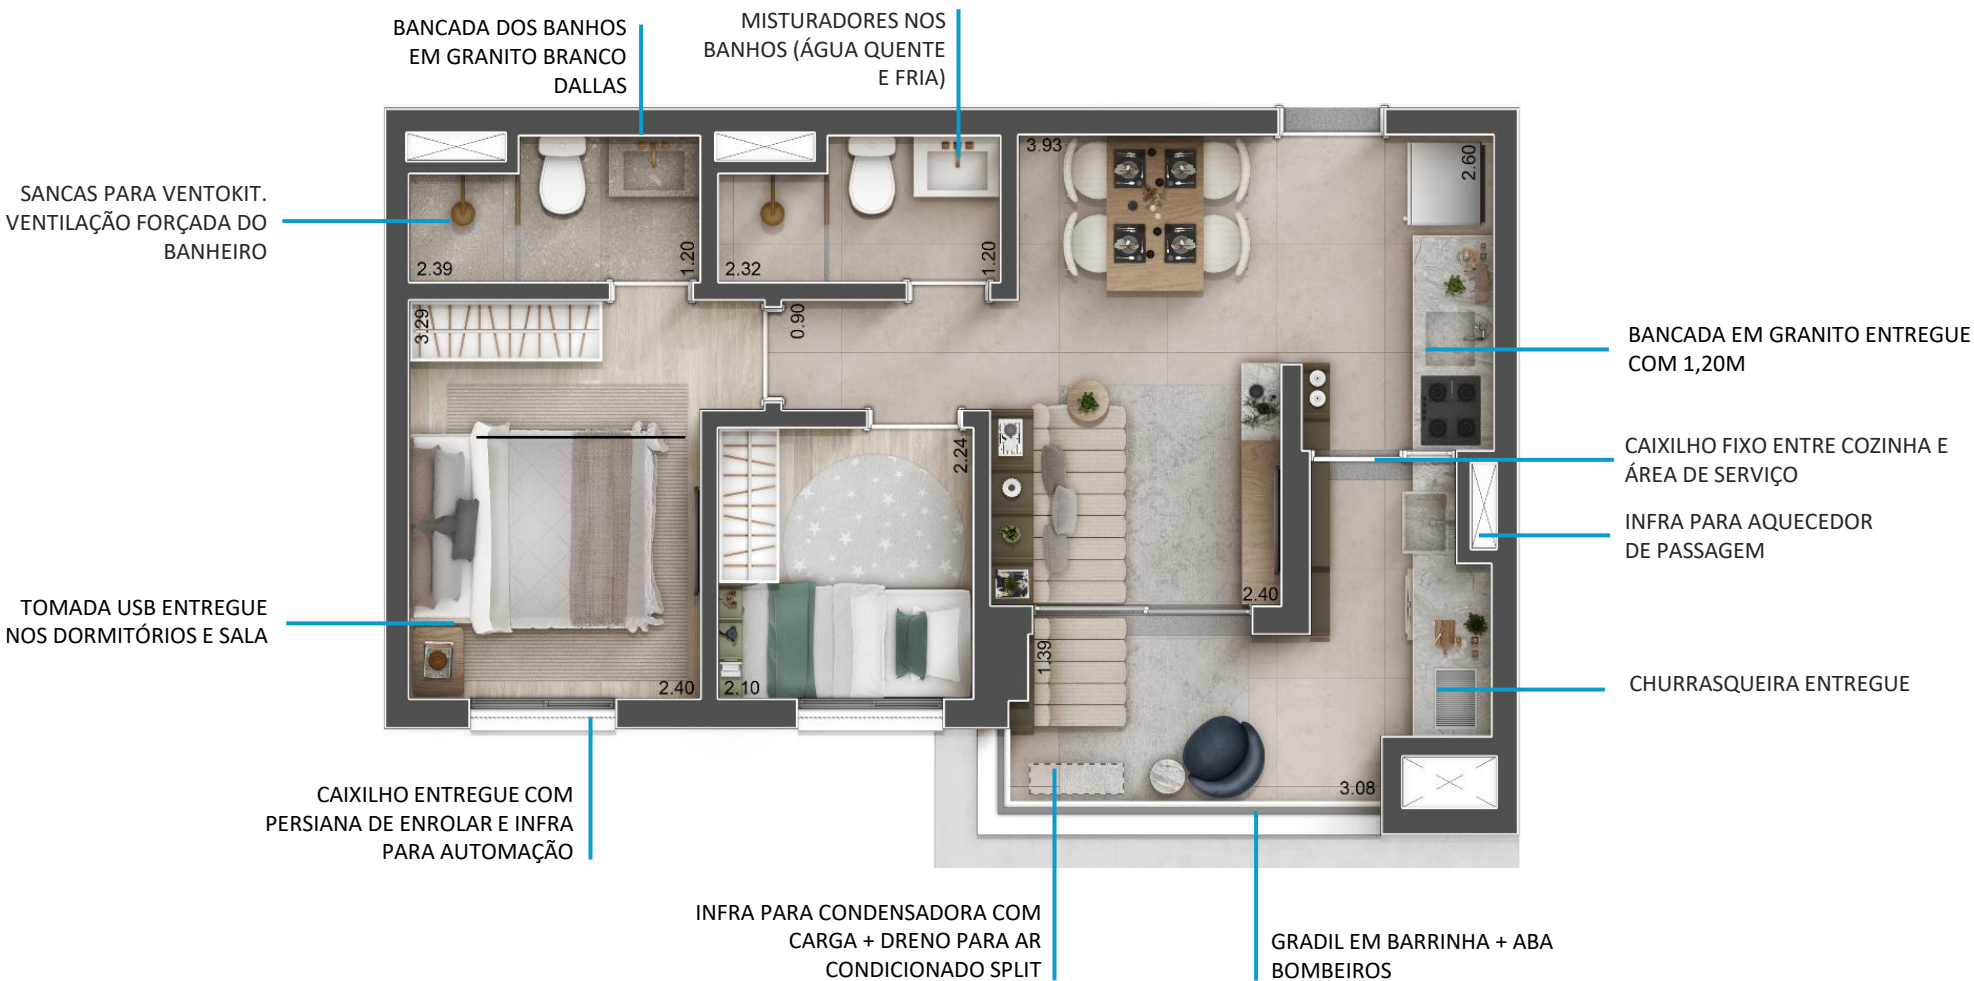 BANCADA DOS BANHOS
EM GRANITO BRANCO
DALLAS
MISTURADORES NOS
BANHOS (ÁGUA QUENTE
E FRIA)
SANCAS PARA VENTOKIT.
VENTILAÇÃO FORÇADA DO
BANHEIRO
3.93
2.60
2.39
1.20
2.32
1.20
3.29
0.90
BANCADA EM GRANITO ENTREGUE
COM 1,20M
2.24
CAIXILHO FIXO ENTRE COZINHA E
ÁREA DE SERVIÇO
INFRA PARA AQUECEDOR
DE PASSAGEM
TOMADA USB ENTREGUE
NOS DORMITÓRIOS E SALA
2.40
1.39
2.40
2.10
CHURRASQUEIRA ENTREGUE
3.08
CAIXILHO ENTREGUE COM
PERSIANA DE ENROLAR E INFRA
PARA AUTOMAÇÃO
INFRA PARA CONDENSADORA COM
CARGA + DRENO PARA AR
CONDICIONADO SPLIT
GRADIL EM BARRINHA + ABA
BOMBEIROS